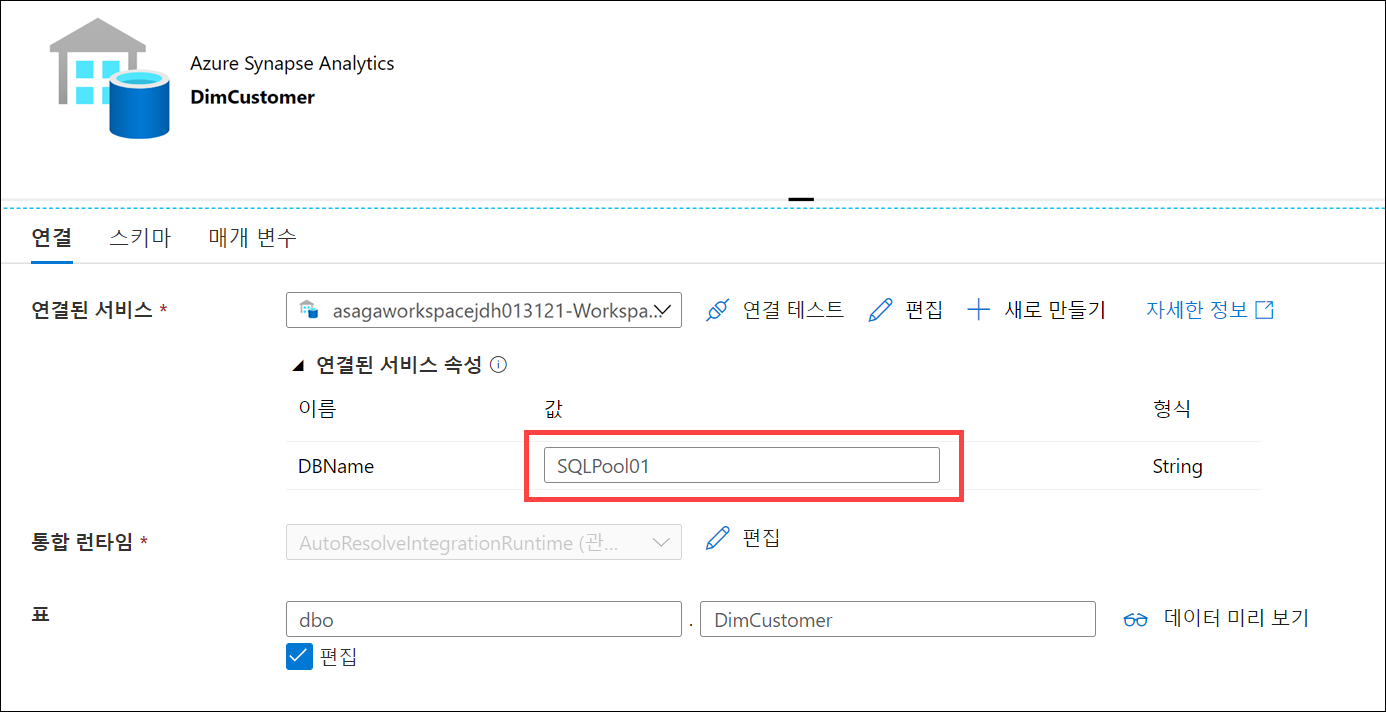 Azure Synapse Analytics
DimCustomer
연결 스키마 매개 변수
연결된 서비스 * asagaworkspacejdh013121-Workspa... 연결 테스트 편집 새로 만들기 자세한 정보
연결된 서비스 속성
이름 값 형식
DBName SQLPool01 String
통합 런타임 * AutoResolveIntegrationRuntime (관... 편집
표 dbo . DimCustomer 데이터 미리 보기
편집